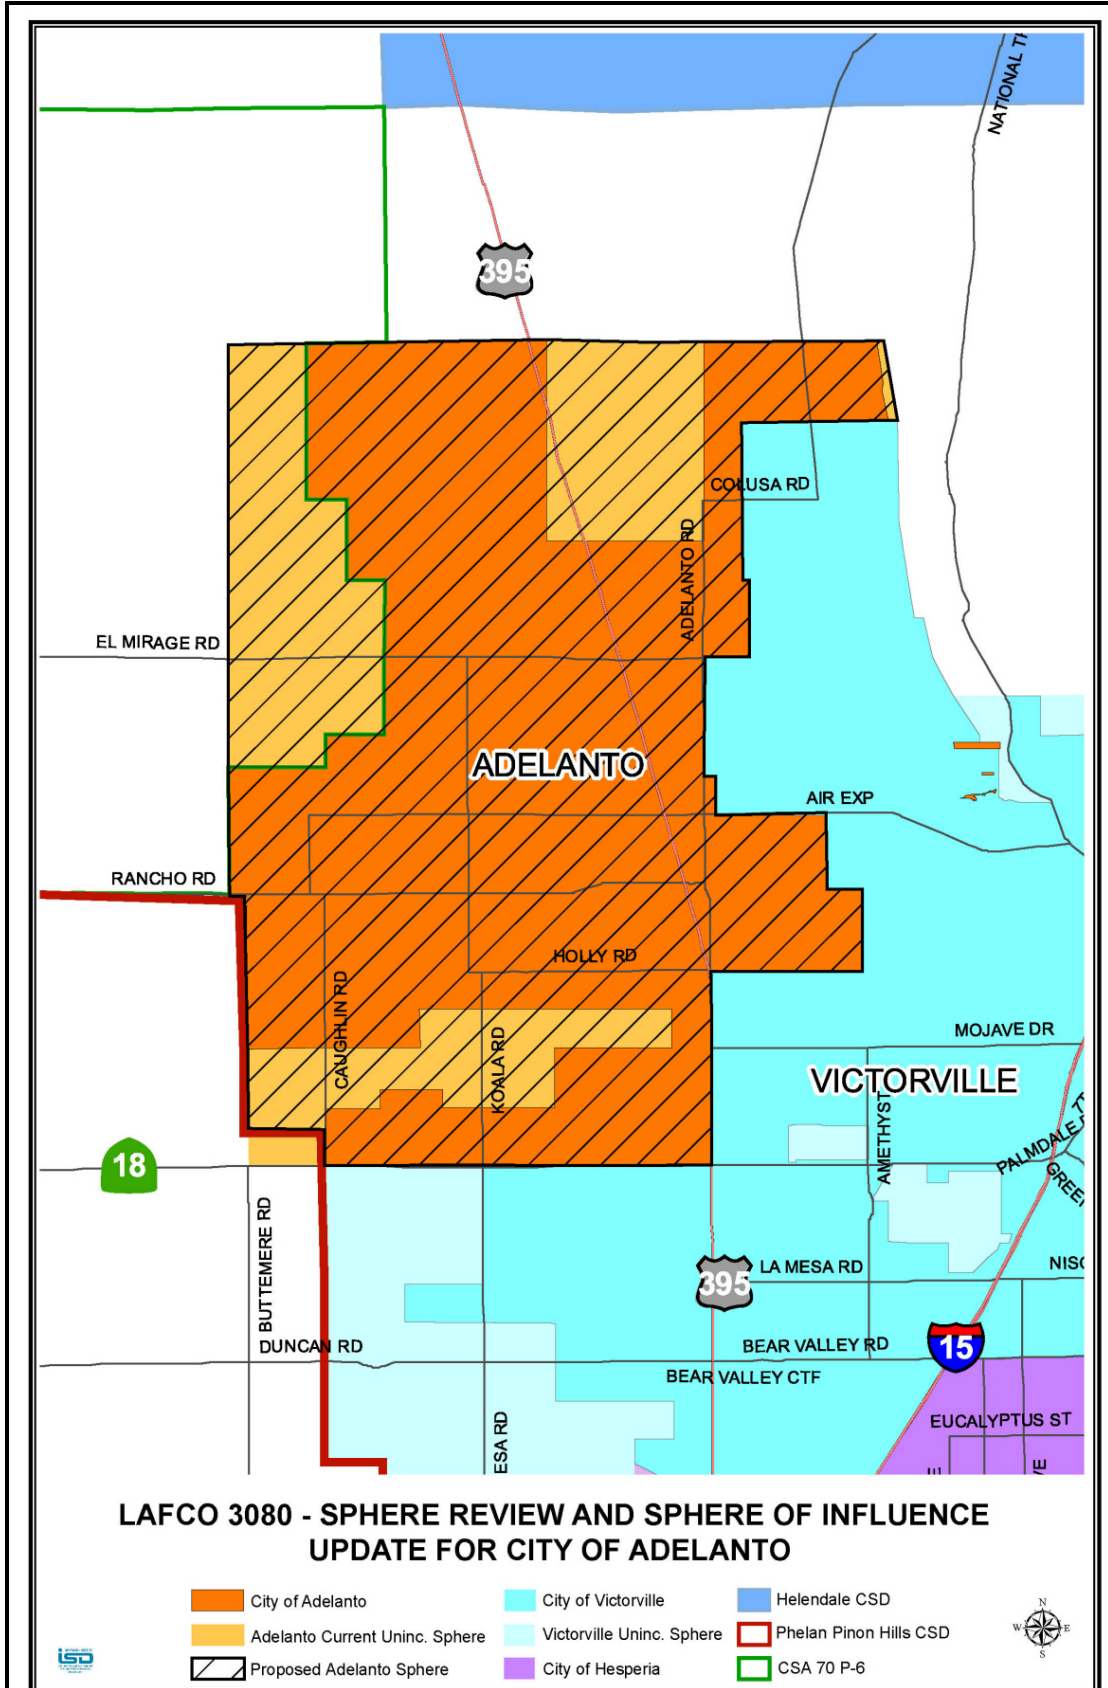 NATIONAL
395
COLUSA RD
ADELANTO RD
EL MIRAGE RD
ADELANTO
AIR EXP
RANCHO RD
HOLLY RD
CAUGHLIN RD
KOALA RD
MOJAVE DR
VICTORVILLE
AMETHYST
PALMDALE
GREE
18
BUTTEMERE RD
395
LA MESA RD
NISQ
DUNCAN RD
BEAR VALLEY RD
15
BEAR VALLEY CTF
ESA RD
EUCALYPTUS ST
LAFCO 3080 - SPHERE REVIEW AND SPHERE OF INFLUENCE
UPDATE FOR CITY OF ADELANTO
City of Adelanto
City of Victorville
Helendale CSD
Adelanto Current Uninc. Sphere
Victorville Uninc. Sphere
Phelan Pinon Hills CSD
Proposed Adelanto Sphere
City of Hesperia
CSA 70 P-6
N
W E
S
ISD